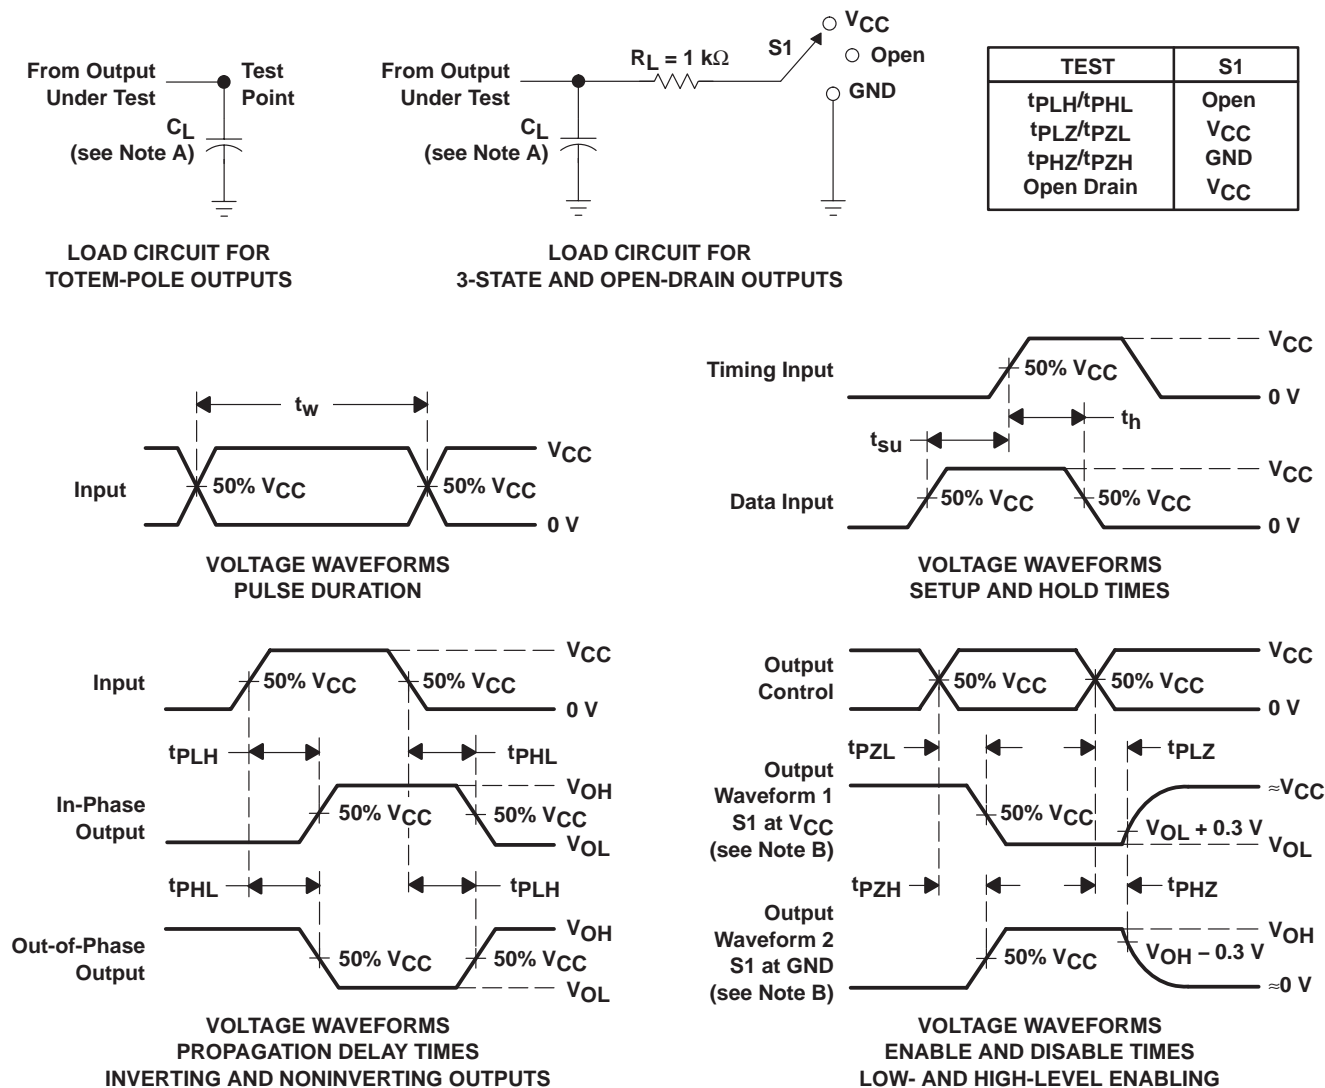 From Output
Under Test
Test
Point
CL
(see Note A)
LOAD CIRCUIT FOR
TOTEM-POLE OUTPUTS
From Output
Under Test
RL = 1 kΩ
S1
VCC
Open
GND
CL
(see Note A)
LOAD CIRCUIT FOR
3-STATE AND OPEN-DRAIN OUTPUTS
TEST S1
tPLH/tPHL Open
tPLZ/tPZL VCC
tPHZ/tPZH GND
Open Drain VCC
tw
Input
50% VCC
50% VCC
VCC
0 V
VOLTAGE WAVEFORMS
PULSE DURATION
Timing Input
50% VCC
VCC
0 V
tsu
th
Data Input
50% VCC
50% VCC
VCC
0 V
VOLTAGE WAVEFORMS
SETUP AND HOLD TIMES
Input
50% VCC
50% VCC
VCC
0 V
tPLH
tPHL
In-Phase
Output
50% VCC
50% VCC
VOH
VOL
tPHL
tPLH
Out-of-Phase
Output
50% VCC
50% VCC
VOH
VOL
VOLTAGE WAVEFORMS
PROPAGATION DELAY TIMES
INVERTING AND NONINVERTING OUTPUTS
Output
Control
50% VCC
50% VCC
VCC
0 V
tPZL
tPLZ
Output
Waveform 1
S1 at VCC
(see Note B)
50% VCC
VOL + 0.3 V
≈VCC
VOL
tPZH
tPHZ
Output
Waveform 2
S1 at GND
(see Note B)
50% VCC
VOH − 0.3 V
VOH
≈0 V
VOLTAGE WAVEFORMS
ENABLE AND DISABLE TIMES
LOW- AND HIGH-LEVEL ENABLING